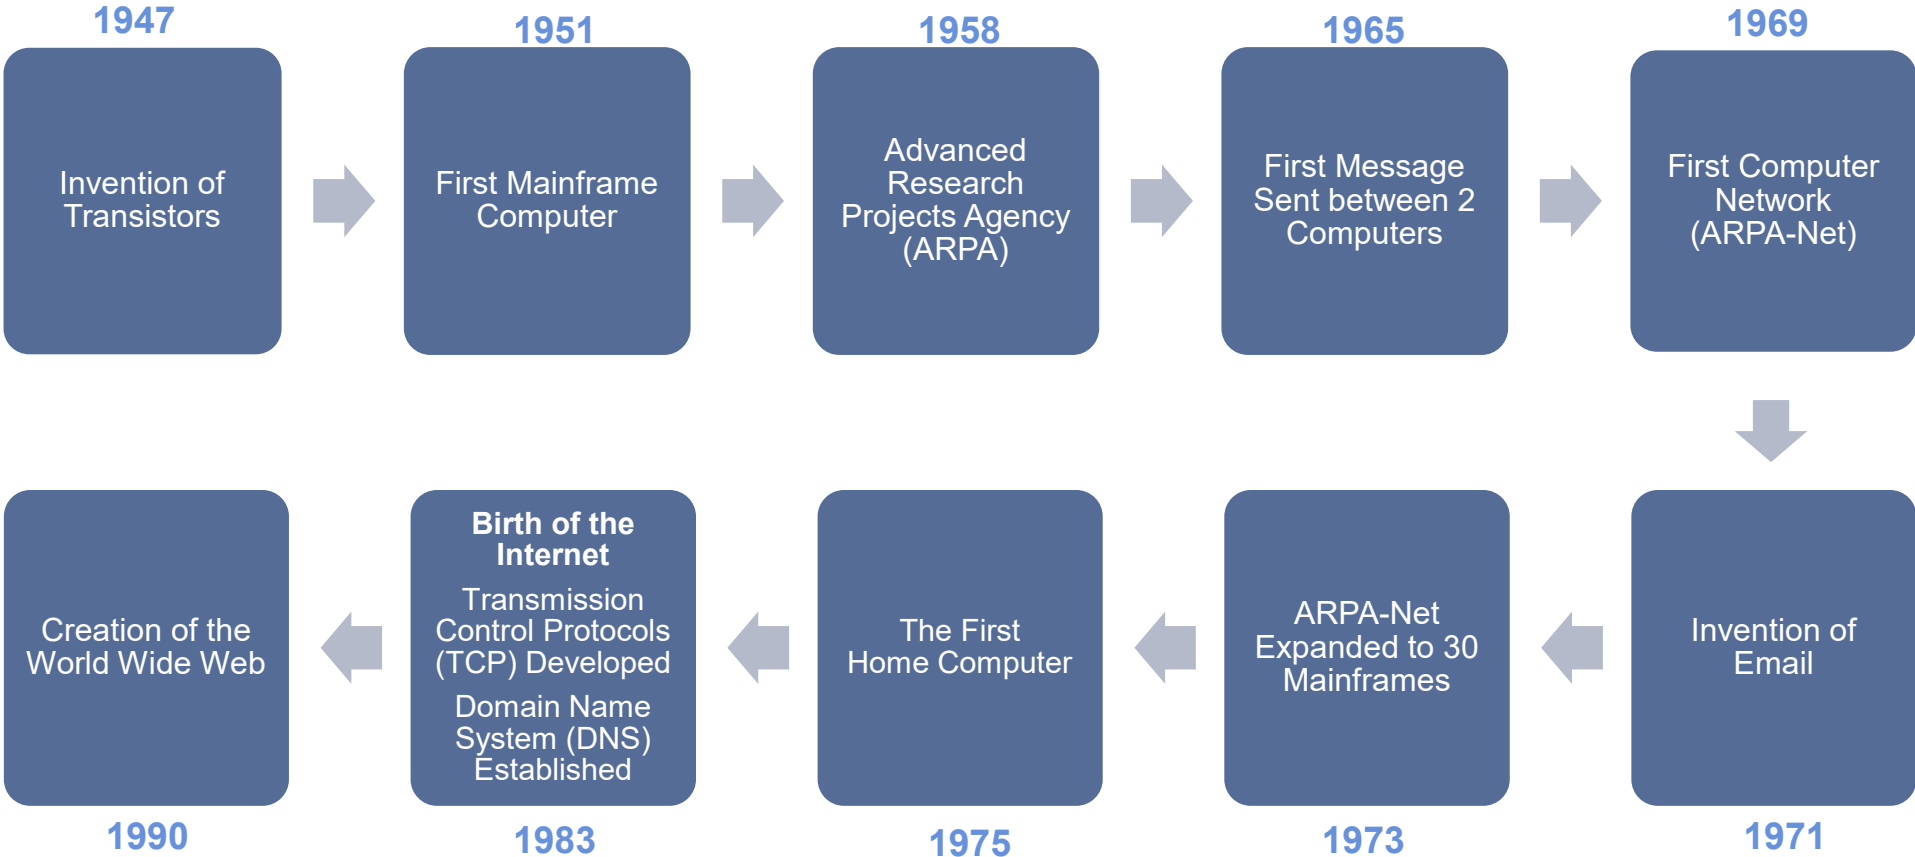 1947
Invention of
Transistors
1951
First Mainframe
Computer
1958
Advanced
Research
Projects Agency
(ARPA)
1965
First Message
Sent between 2
Computers
1969
First Computer
Network
(ARPA-Net)
Invention of
Email
1971
ARPA-Net
Expanded to 30
Mainframes
1973
The First
Home Computer
1975
Birth of the
Internet
Transmission
Control Protocols
(TCP) Developed
Domain Name
System (DNS)
Established
1983
Creation of the
World Wide Web
1990